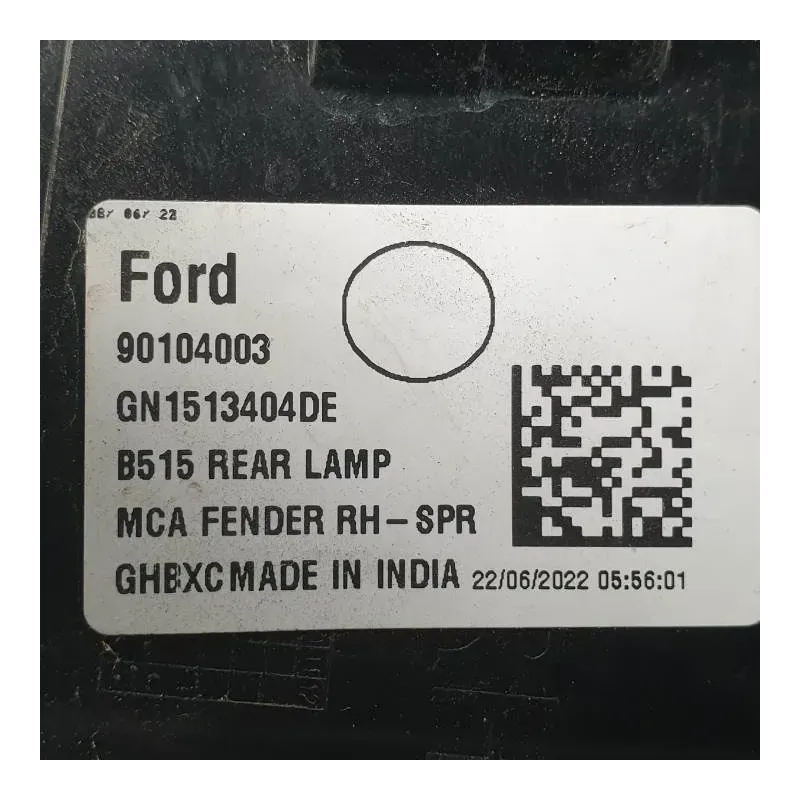 Ford
90104003
GN1513404DE
B515 REAR LAMP
MCA FENDER RH-SPR
GHBXCMADE IN INDIA 22/06/2022 05:56:01